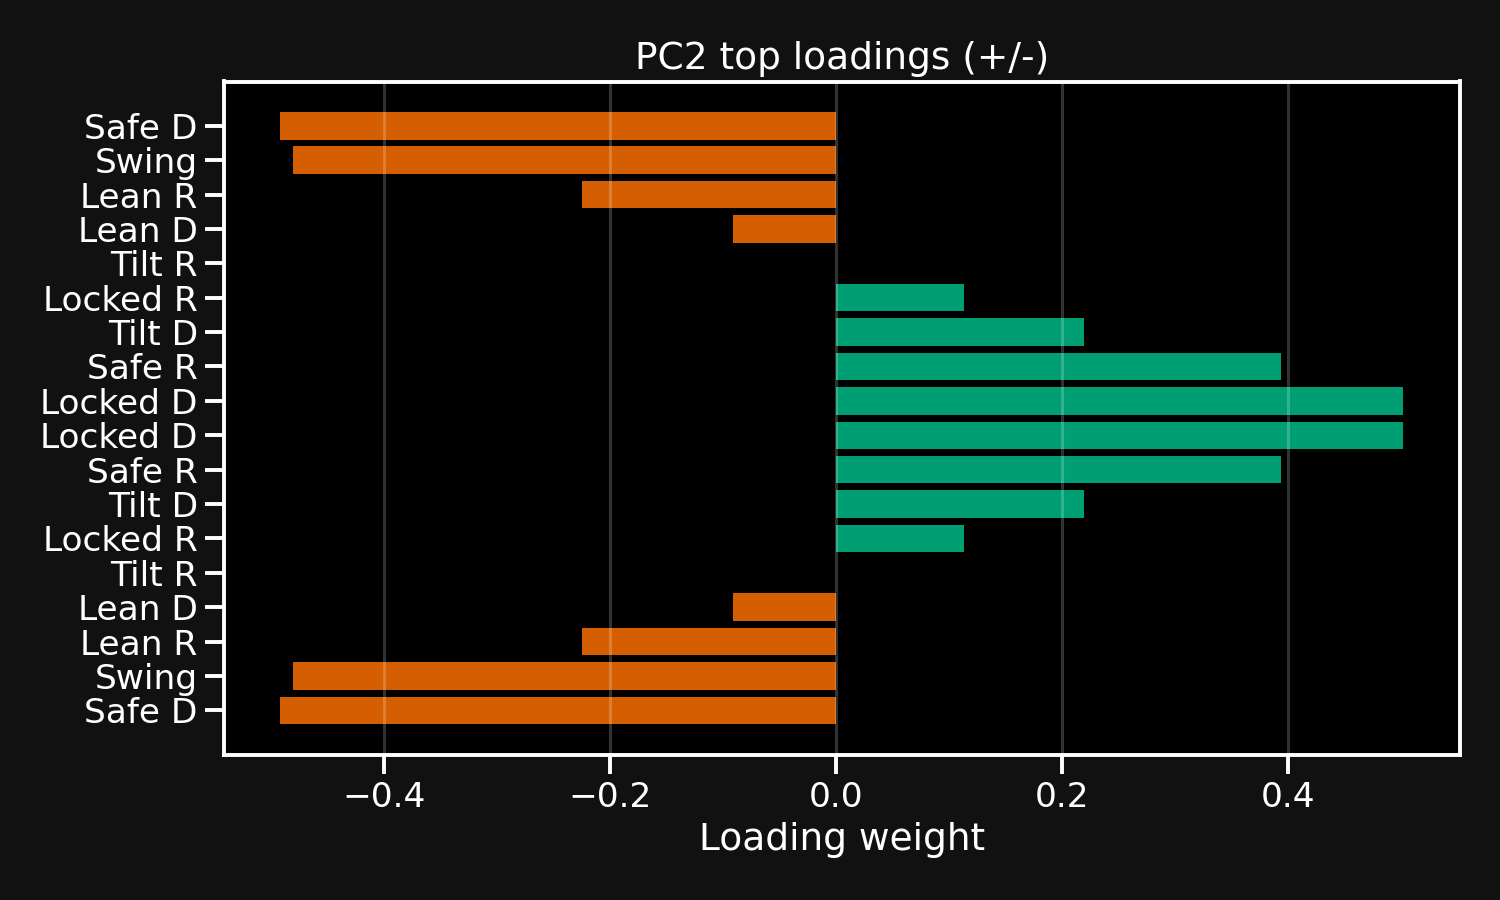 PC2 top loadings (+/-)
Safe D
Swing
Lean R
Lean D
Tilt R
Locked R
Tilt D
Safe R
Locked D
Locked D
Safe R
Tilt D
Locked R
Tilt R
Lean D
Lean R
Swing
Safe D
−0.4 −0.2 0.0 0.2 0.4
Loading weight